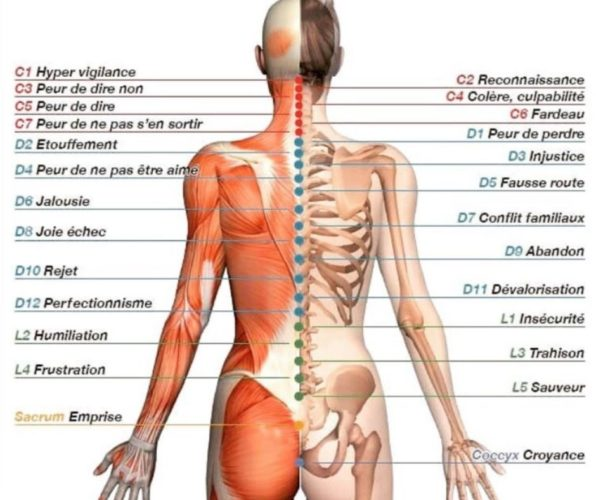 C1 Hyper vigilance
C2 Reconnaissance
C3 Peur de dire non
C4 Colère, culpabilité
C5 Peur de dire
C6 Fardeau
C7 Peur de ne pas s'en sortir
D1 Peur de perdre
D2 Etouffement
D3 Injustice
D4 Peur de ne pas être aimé
D5 Fausse route
D6 Jalousie
D7 Conflit familiaux
D8 Joie échec
D9 Abandon
D10 Rejet
D11 Dévalorisation
D12 Perfectionnisme
L1 Insécurité
L2 Humiliation
L3 Trahison
L4 Frustration
L5 Sauveur
Sacrum Emprise
Coccyx Croyance